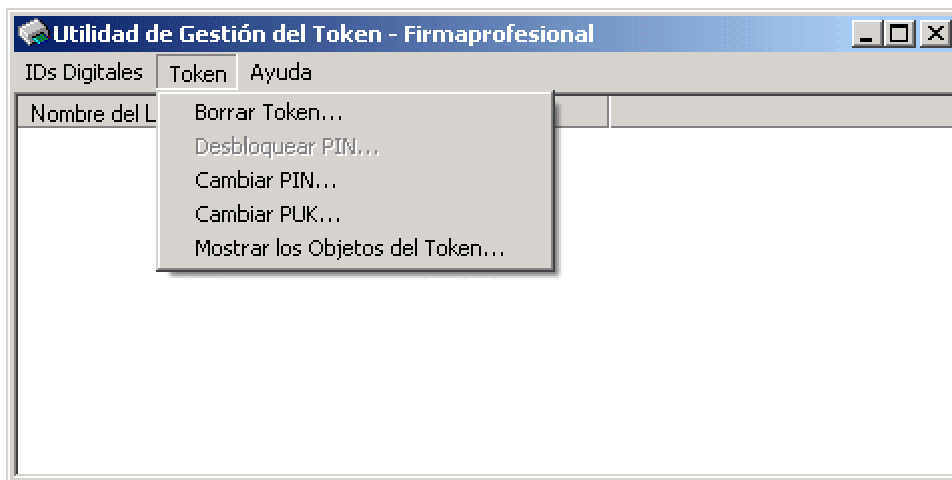 Utilidad de Gestión del Token - Firmaprofesional
IDs Digitales Token Ayuda
Nombre del L
Borrar Token...
Desbloquear PIN...
Cambiar PIN...
Cambiar PUK...
Mostrar los Objetos del Token...